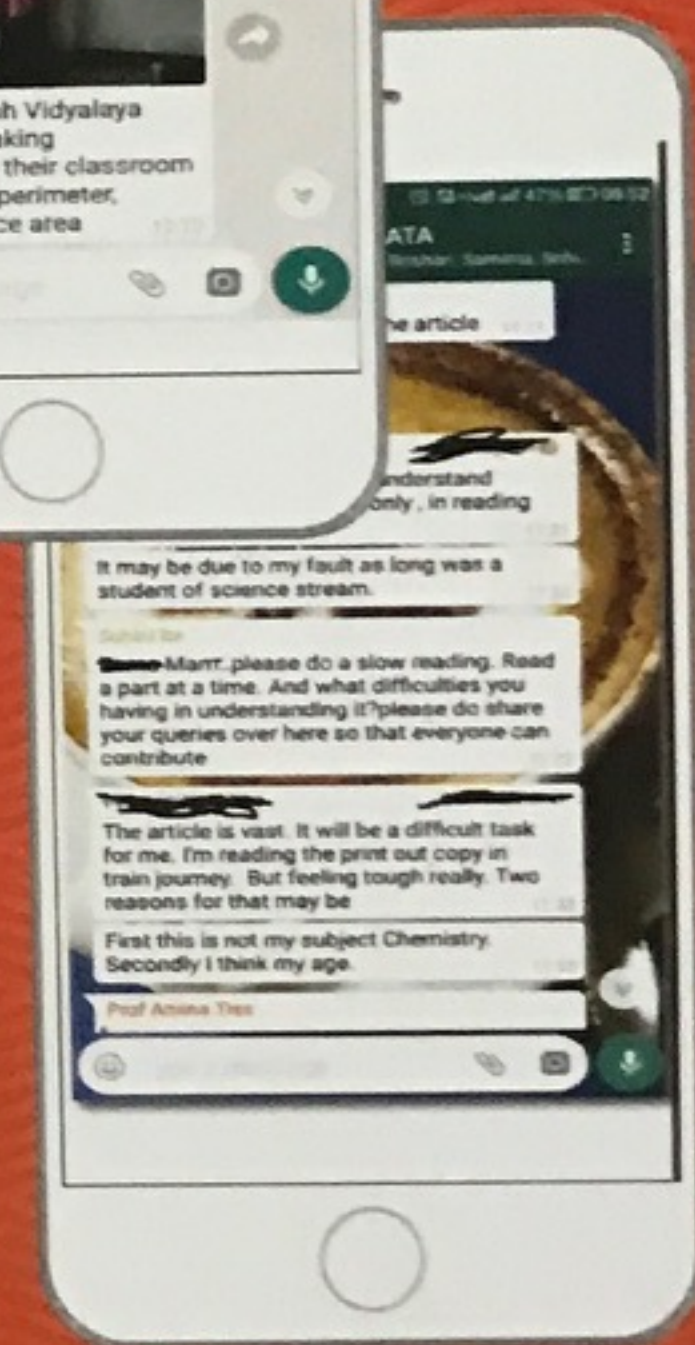 h Vidyalaya
aking
their classroom
perimeter,
ce area
ATA
he article
understand
only , in reading
It may be due to my fault as long was a
student of science stream.
Mam..please do a slow reading. Read
a part at a time. And what difficulties you
having in understanding it?please do share
your queries over here so that everyone can
contribute
The article is vast. It will be a difficult task
for me. I'm reading the print out copy in
train journey. But feeling tough really. Two
reasons for that may be
First this is not my subject Chemistry.
Secondly I think my age.
Prof Amina